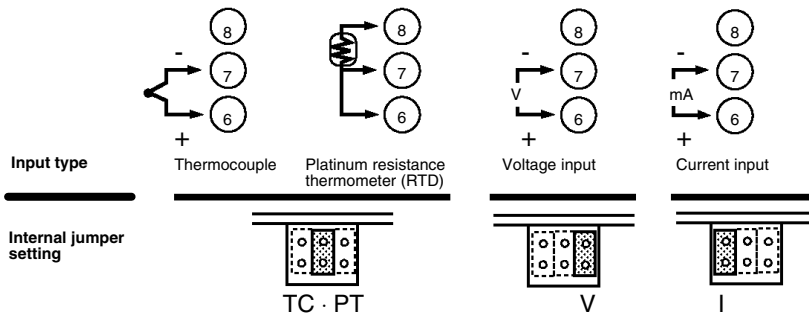 8 8 8 8
- - -
7 7 7 7
V mA
6 6 6 6
+ + +
Input type Thermocouple Platinum resistance thermometer (RTD) Voltage input Current input
Internal jumper setting
TC · PT V I